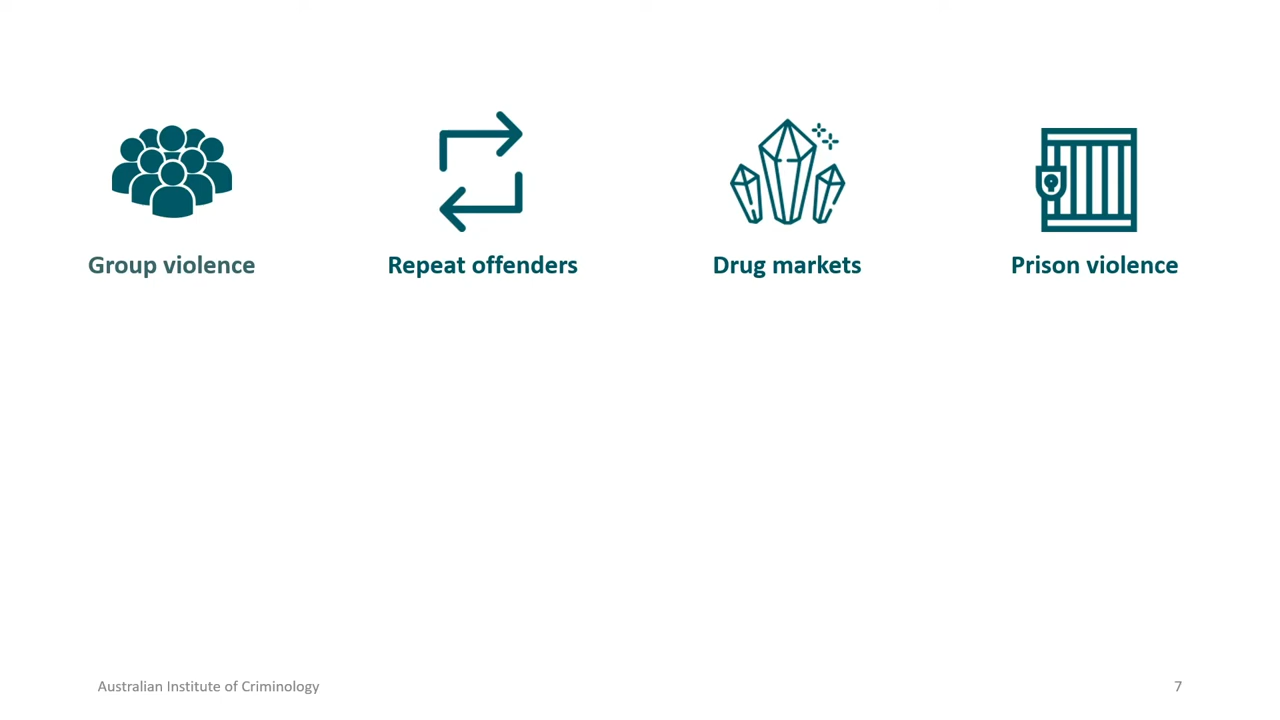 Group violence
Repeat offenders
Drug markets
Prison violence
Australian Institute of Criminology
7